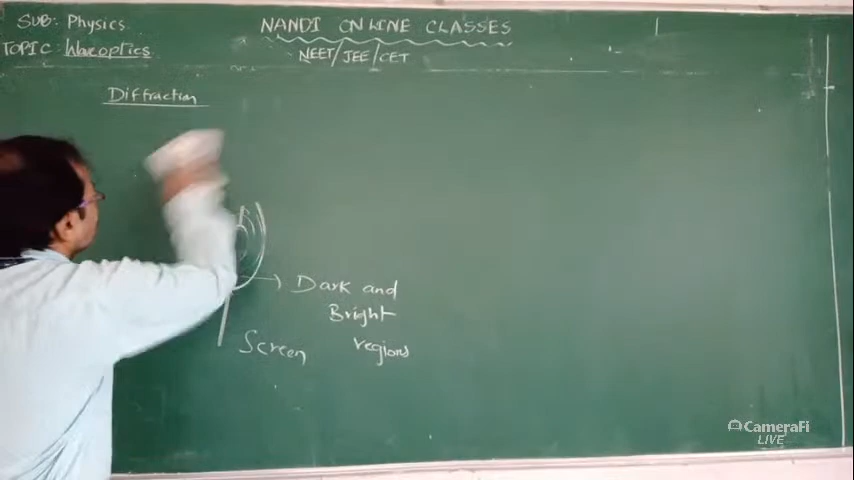 SUB: Physics
TOPIC: Waveoptics
NANDI ONLINE CLASSES
NEET/JEE/CET
Diffraction
Dark and
Bright
regions
Screen
CameraFi
LIVE